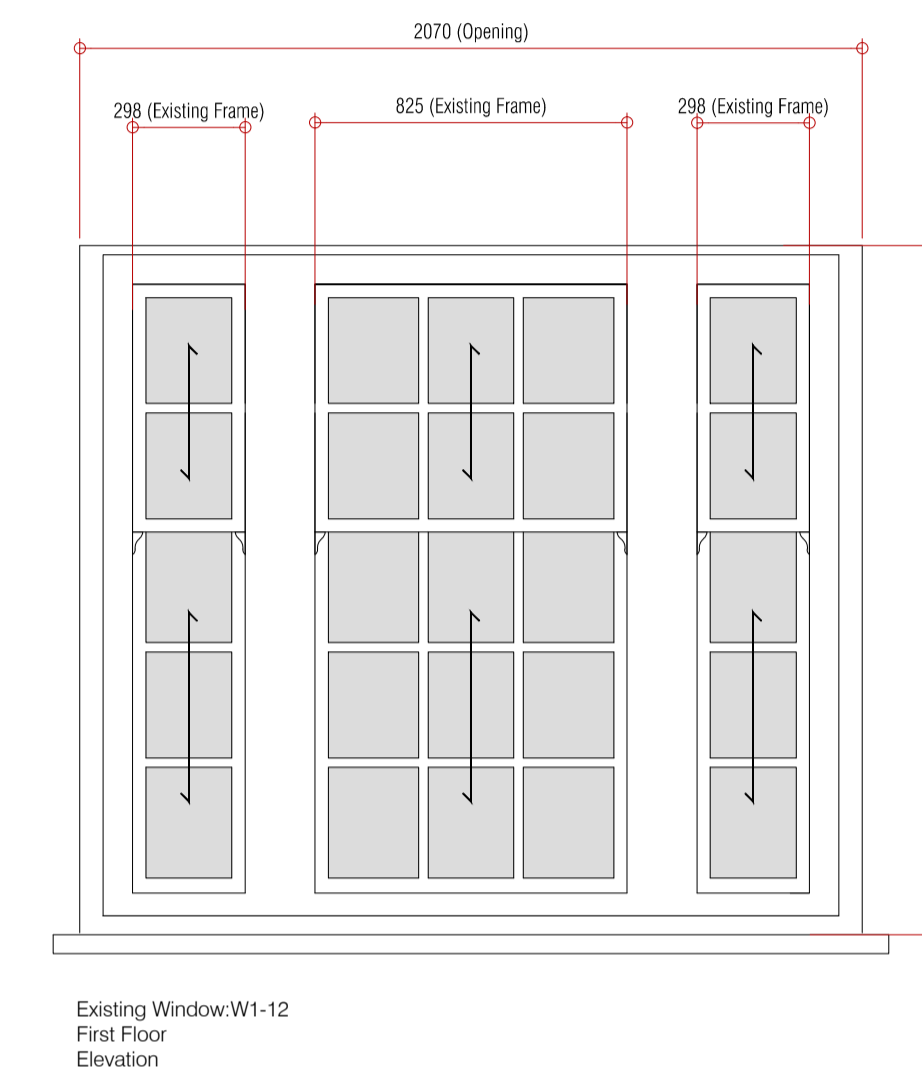 2070 (Opening)
298 (Existing Frame)
825 (Existing Frame)
298 (Existing Frame)
Existing Window:W1-12
First Floor
Elevation